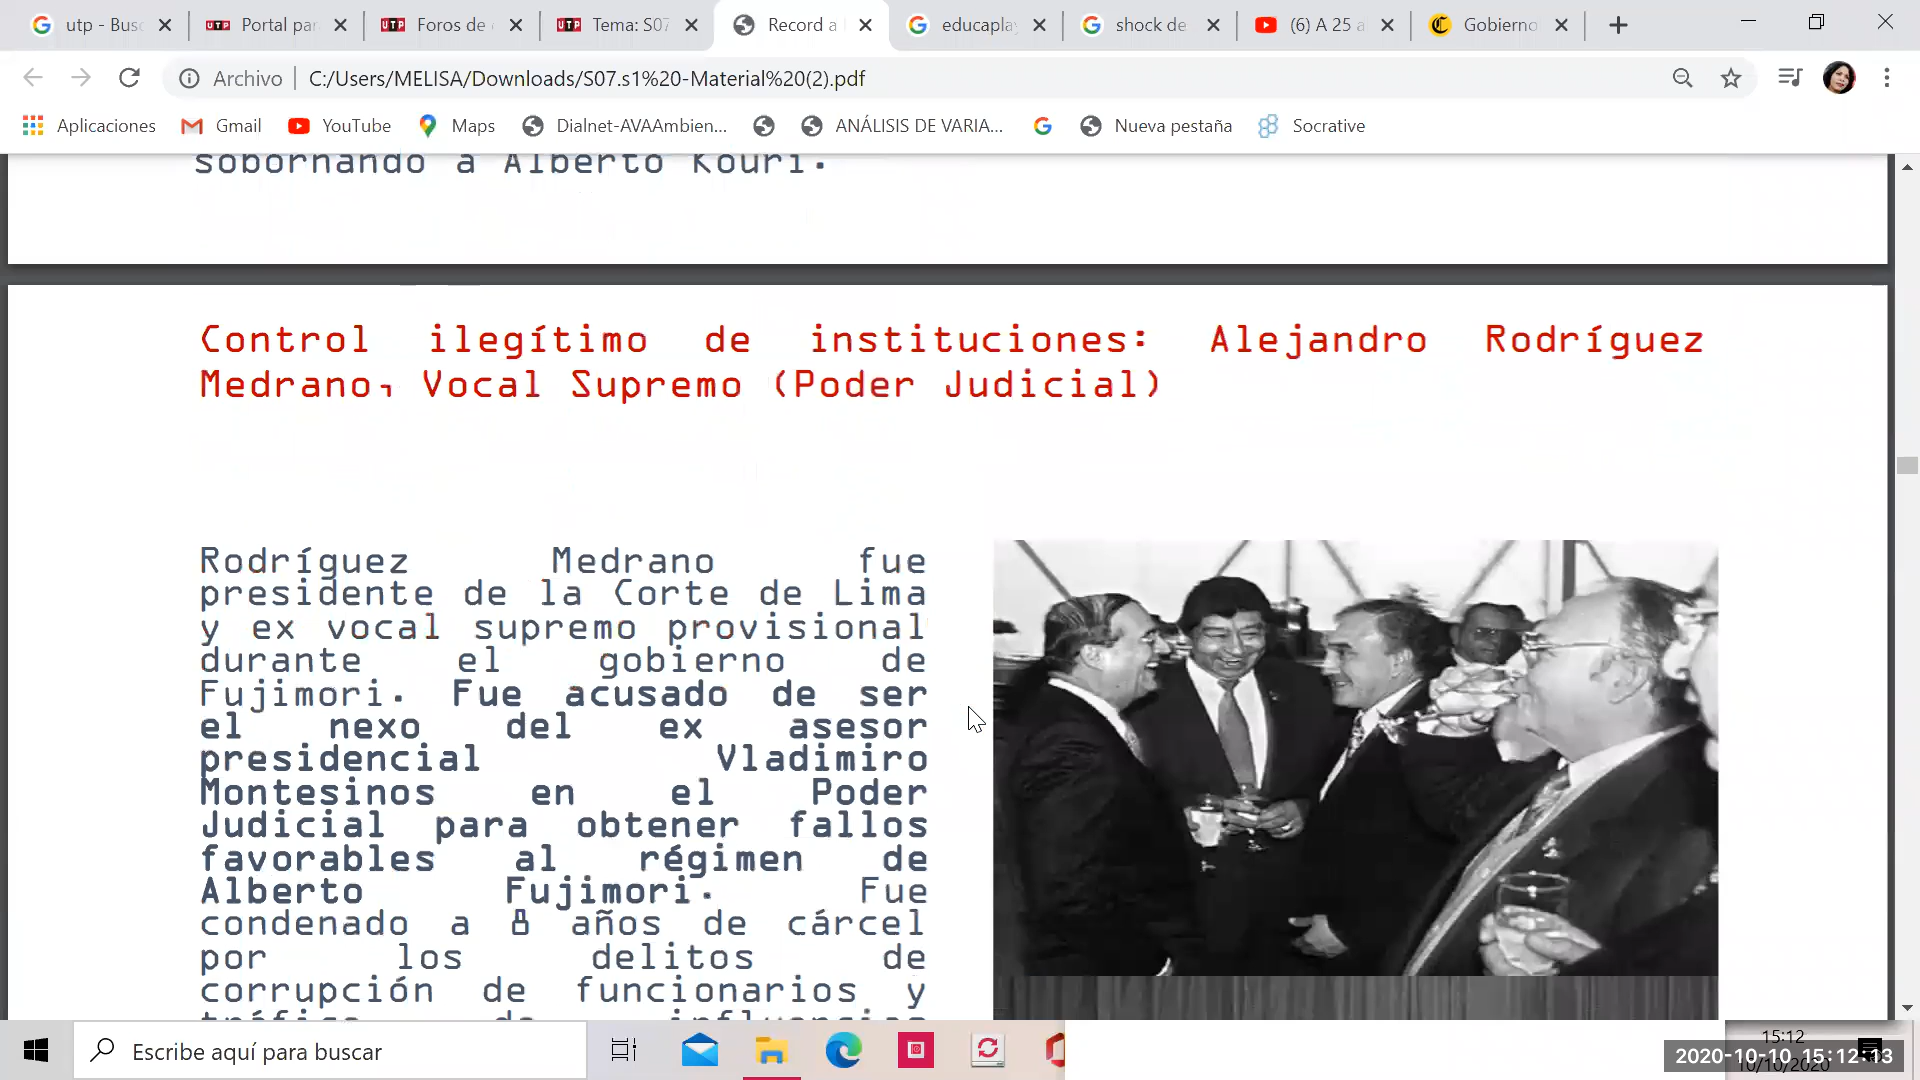 utp - Busc
Portal par
Foros de
Tema: S07
Record a
educaplay
shock de
(6) A 25 a
Gobierno
Archivo
C:/Users/MELISA/Downloads/S07.s1%20-Material%20(2).pdf
Aplicaciones
Gmail
YouTube
Maps
Dialnet-AVAAmbien...
ANÁLISIS DE VARIA...
Nueva pestaña
Socrative
sobornando a Alberto Kouri.
Control ilegítimo de instituciones: Alejandro Rodríguez
Medrano, Vocal Supremo (Poder Judicial)
Rodríguez Medrano fue
presidente de la Corte de Lima
y ex vocal supremo provisional
durante el gobierno de
Fujimori. Fue acusado de ser
el nexo del ex asesor
presidencial Vladimiro
Montesinos en el Poder
Judicial para obtener fallos
favorables al régimen de
Alberto Fujimori. Fue
condenado a 8 años de cárcel
por los delitos de
corrupción de funcionarios y
tráfico de influencias
Escribe aquí para buscar
15:12
2020-10-10 15:12:13
10/10/2020